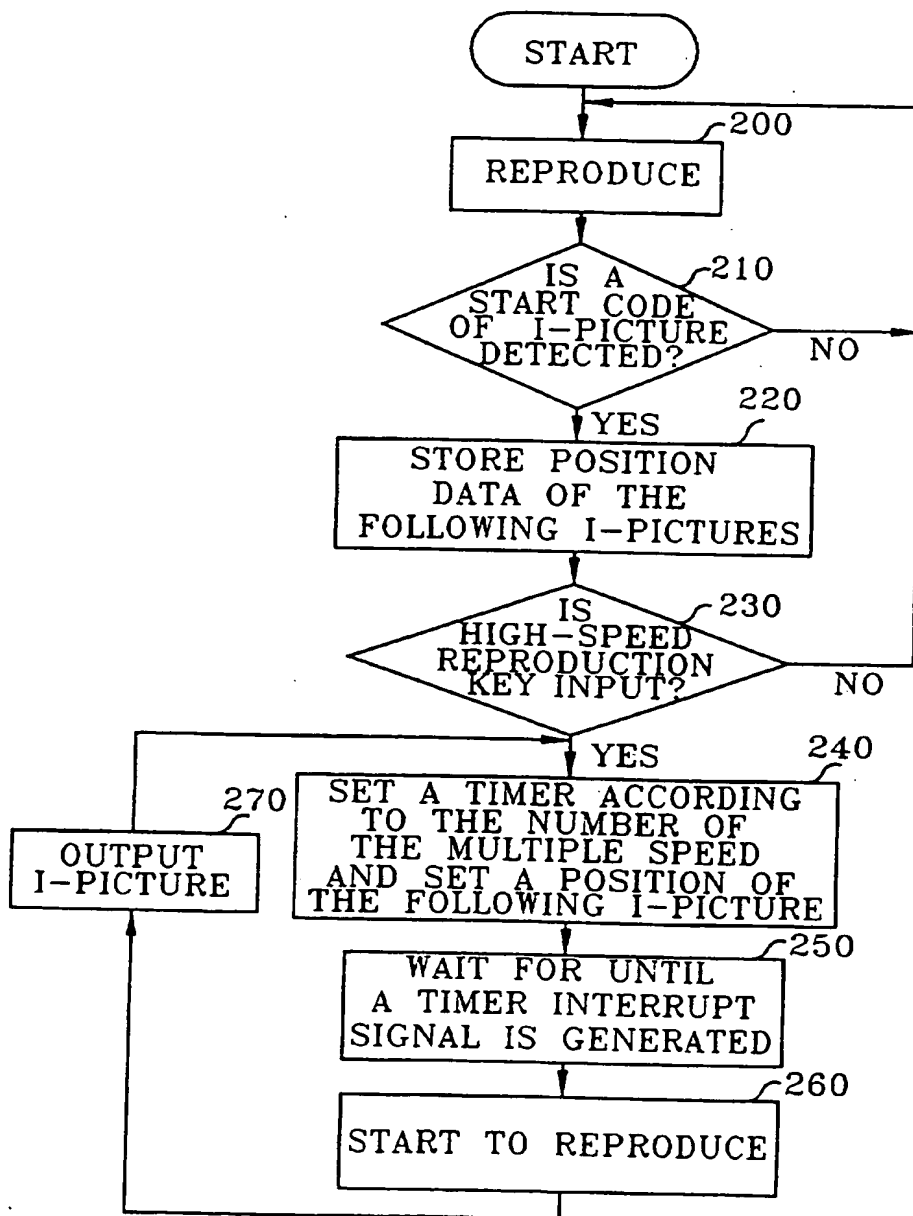 START
200
REPRODUCE
210
IS A
START CODE
OF I-PICTURE
DETECTED?
NO
YES
220
STORE POSITION
DATA OF THE
FOLLOWING I-PICTURES
230
IS
HIGH-SPEED
REPRODUCTION
KEY INPUT?
NO
YES
240
SET A TIMER ACCORDING
TO THE NUMBER OF
THE MULTIPLE SPEED
AND SET A POSITION OF
THE FOLLOWING I-PICTURE
270
OUTPUT
I-PICTURE
250
WAIT FOR UNTIL
A TIMER INTERRUPT
SIGNAL IS GENERATED
260
START TO REPRODUCE